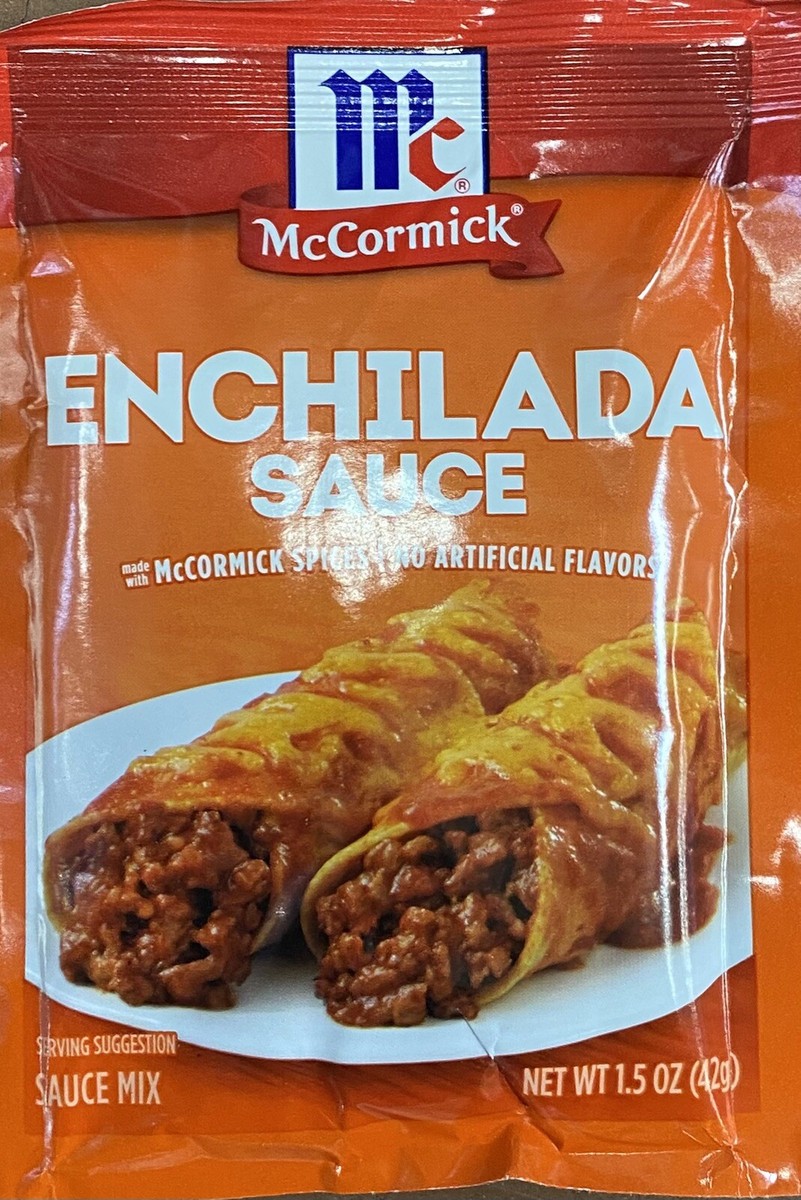 Mc®
McCormick®
ENCHILADA
SAUCE
made with McCORMICK SPICES | NO ARTIFICIAL FLAVORS
SERVING SUGGESTION
SAUCE MIX
NET WT 1.5 OZ (42g)